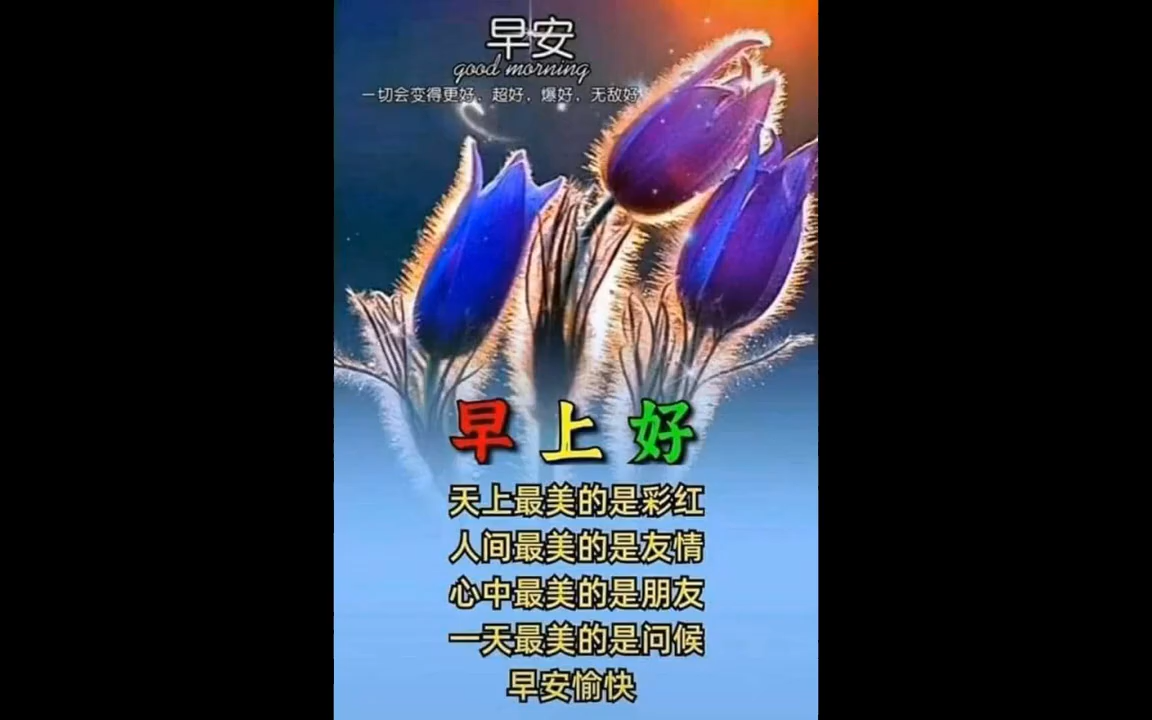 早安
good morning
一切会变得更好、超好，爆好，无敌好
早上好
天上最美的是彩红
人间最美的是友情
心中最美的是朋友
一天最美的是问候
早安愉快